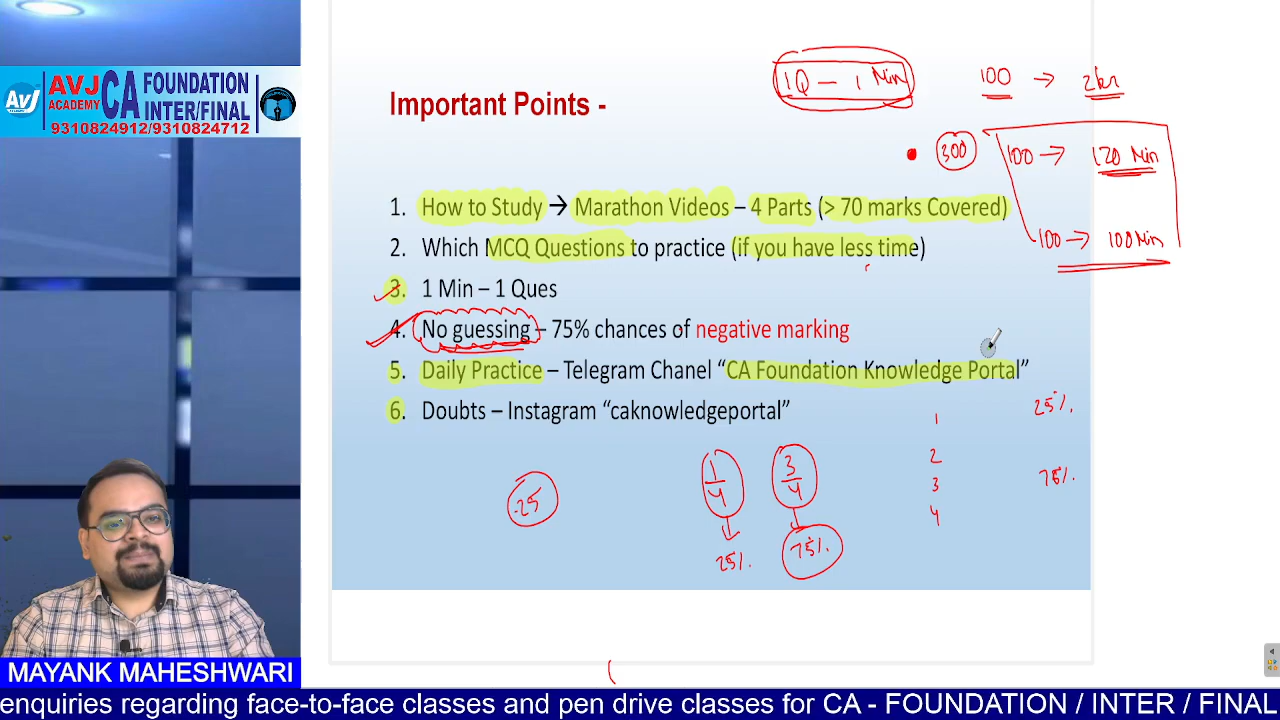 AVJ
ACADEMY
CA
FOUNDATION
INTER/FINAL
9310824912/9310824712
AVJ
Important Points -
1Q - 1 Min
100 → 2hr
300
100 → 120 Min
100 → 100 Min
1. How to Study → Marathon Videos – 4 Parts (> 70 marks Covered)
2. Which MCQ Questions to practice (if you have less time)
3. 1 Min – 1 Ques
4. No guessing – 75% chances of negative marking
5. Daily Practice – Telegram Chanel “CA Foundation Knowledge Portal”
6. Doubts – Instagram “caknowledgeportal”
.25
1/4
25%.
3/4
75%.
1
2
3
4
25%.
75%.
MAYANK MAHESHWARI
enquiries regarding face-to-face classes and pen drive classes for CA - FOUNDATION / INTER / FINAL